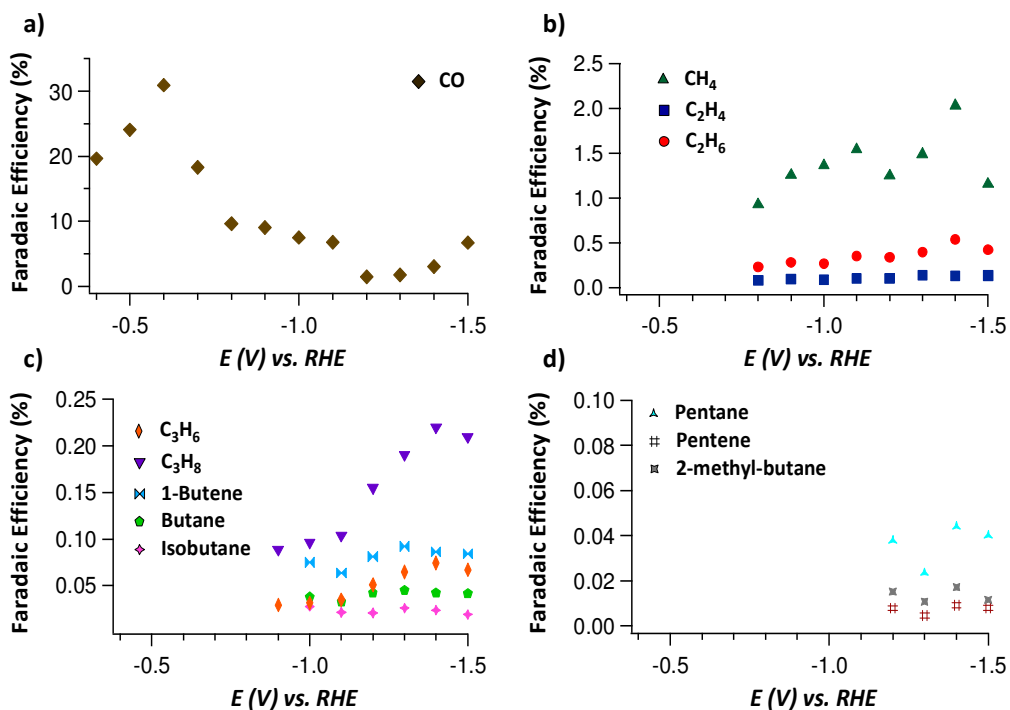 a)
Faradaic Efficiency (%)
30
20
10
0
CO
-0.5
-1.0
-1.5
E (V) vs. RHE
b)
Faradaic Efficiency (%)
2.5
2.0
1.5
1.0
0.5
0.0
CH4
C2H4
C2H6
-0.5
-1.0
-1.5
E (V) vs. RHE
c)
Faradaic Efficiency (%)
0.25
0.20
0.15
0.10
0.05
C3H6
C3H8
1-Butene
Butane
Isobutane
-0.5
-1.0
-1.5
E (V) vs. RHE
d)
Faradaic Efficiency (%)
0.10
0.08
0.06
0.04
0.02
0.00
Pentane
Pentene
2-methyl-butane
-0.5
-1.0
-1.5
E (V) vs. RHE